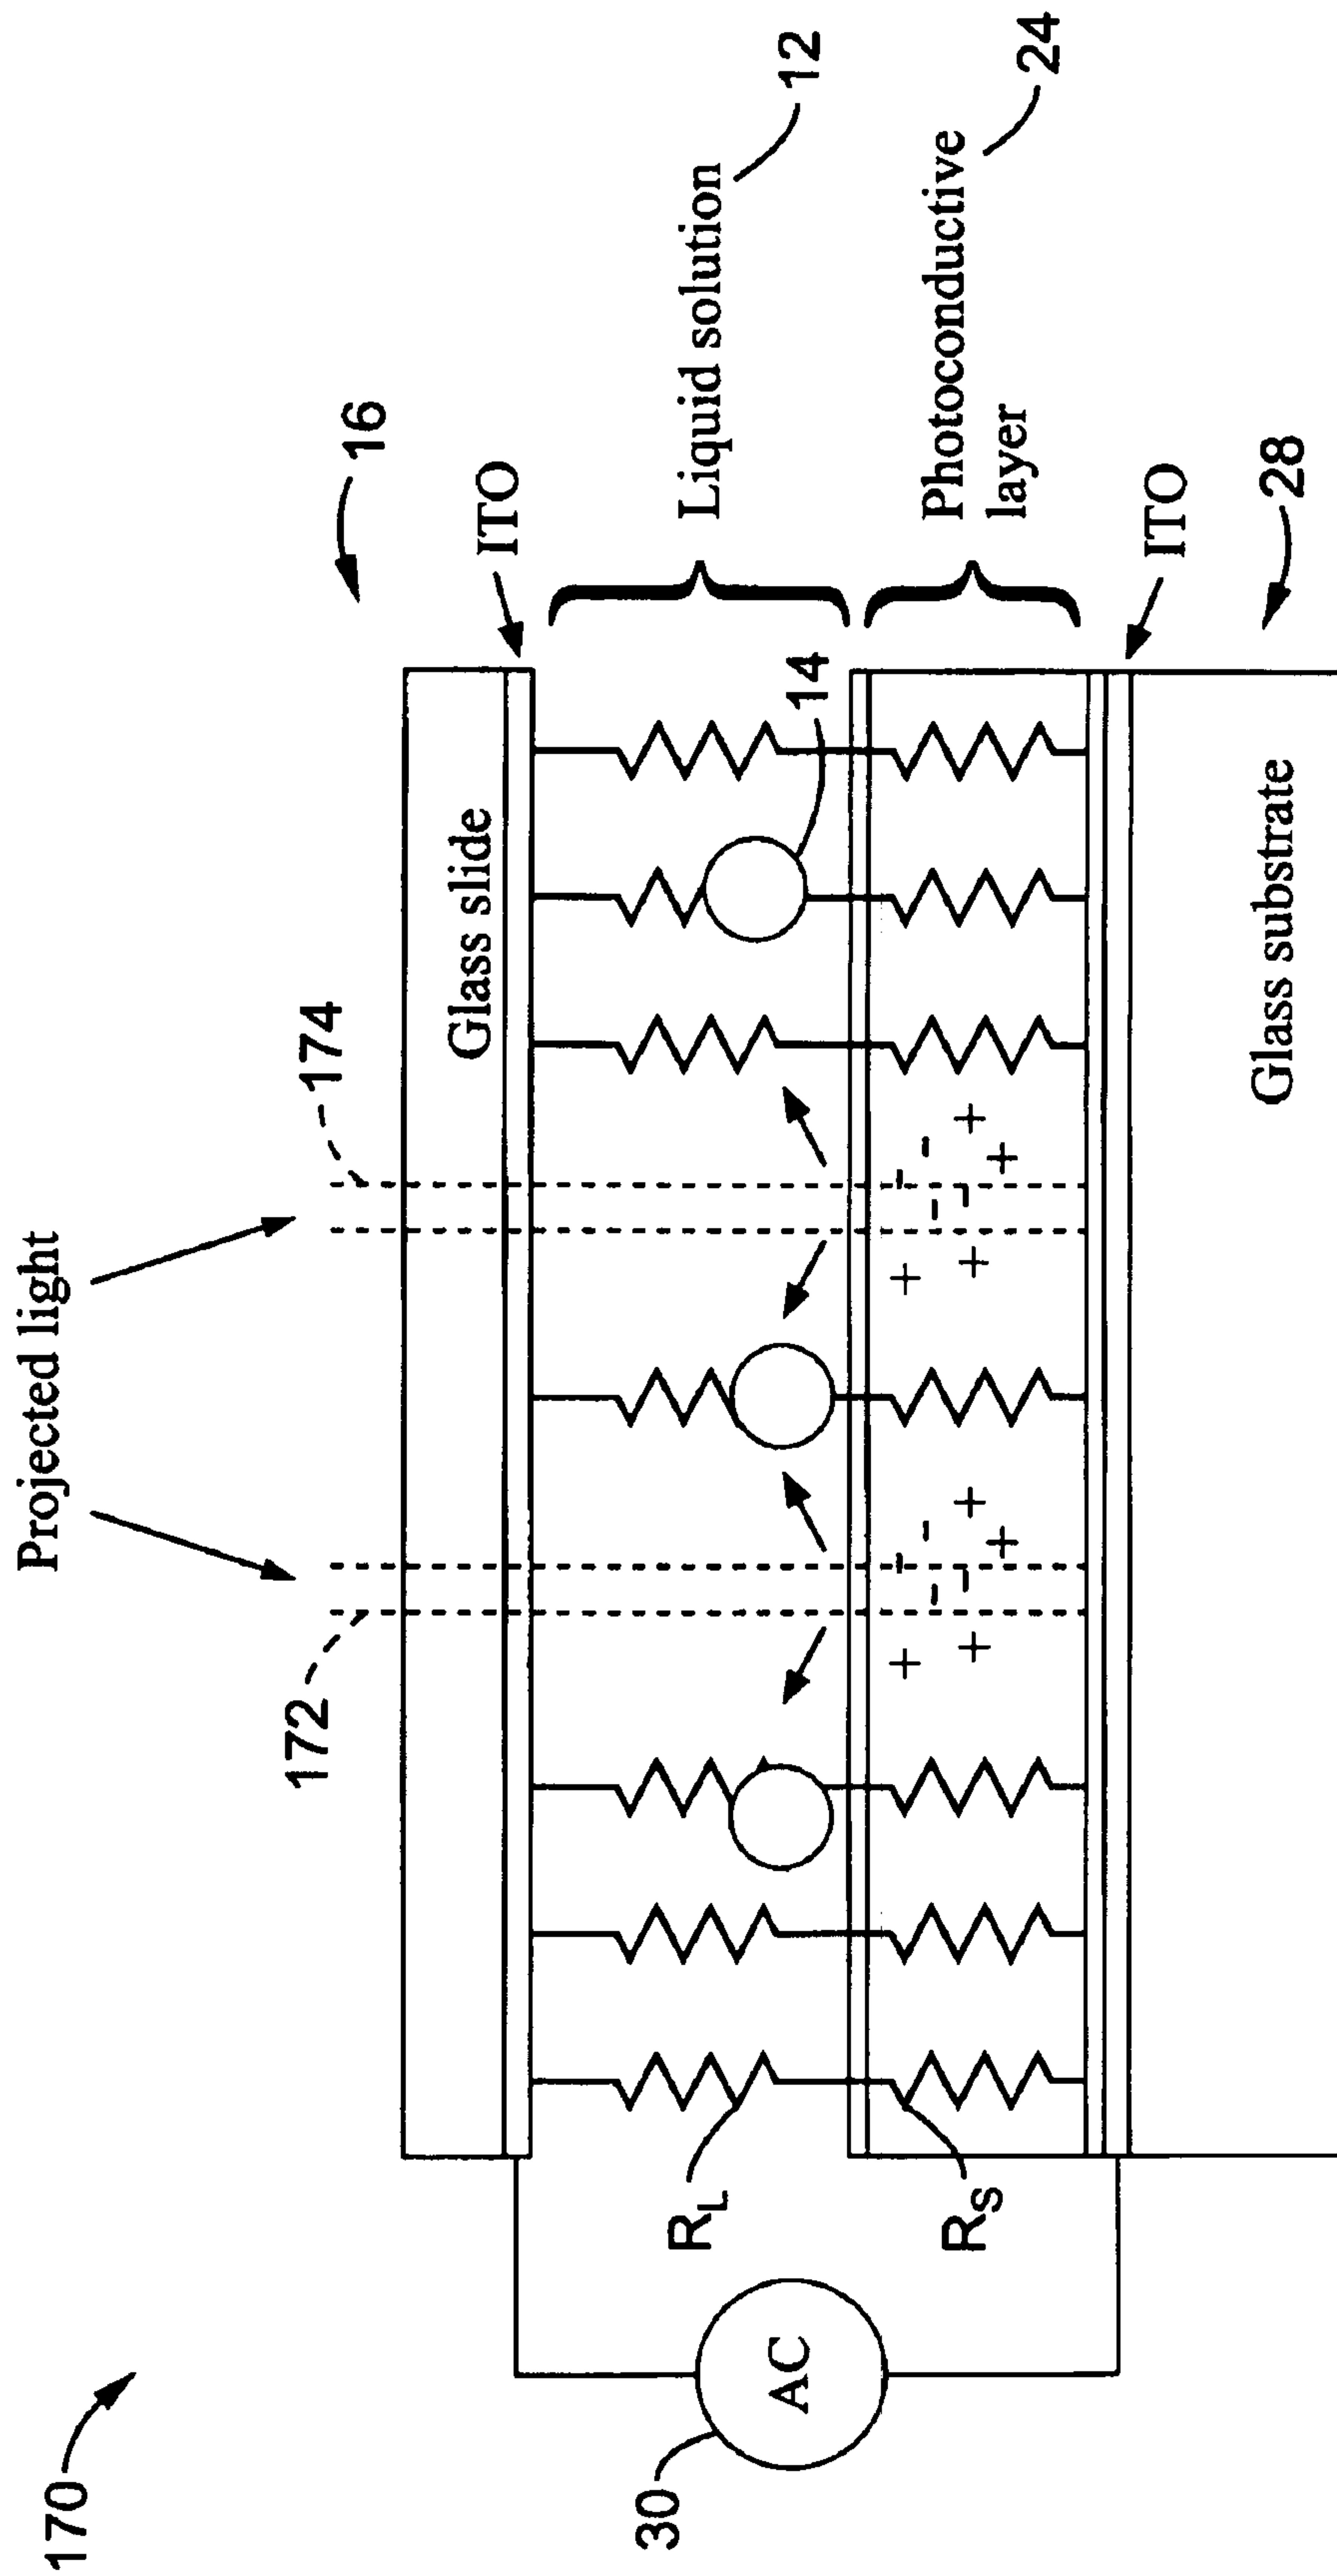 170
Projected light
172
174
16
Glass slide
ITO
Liquid solution
12
14
R_L
R_S
30
AC
Photoconductive
layer
24
+ - - - - + + + +
+ - - - - + + + +
ITO
Glass substrate
28